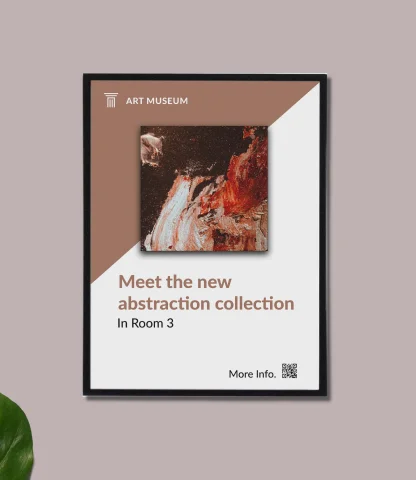 ART MUSEUM
Meet the new
abstraction collection
In Room 3
More Info.